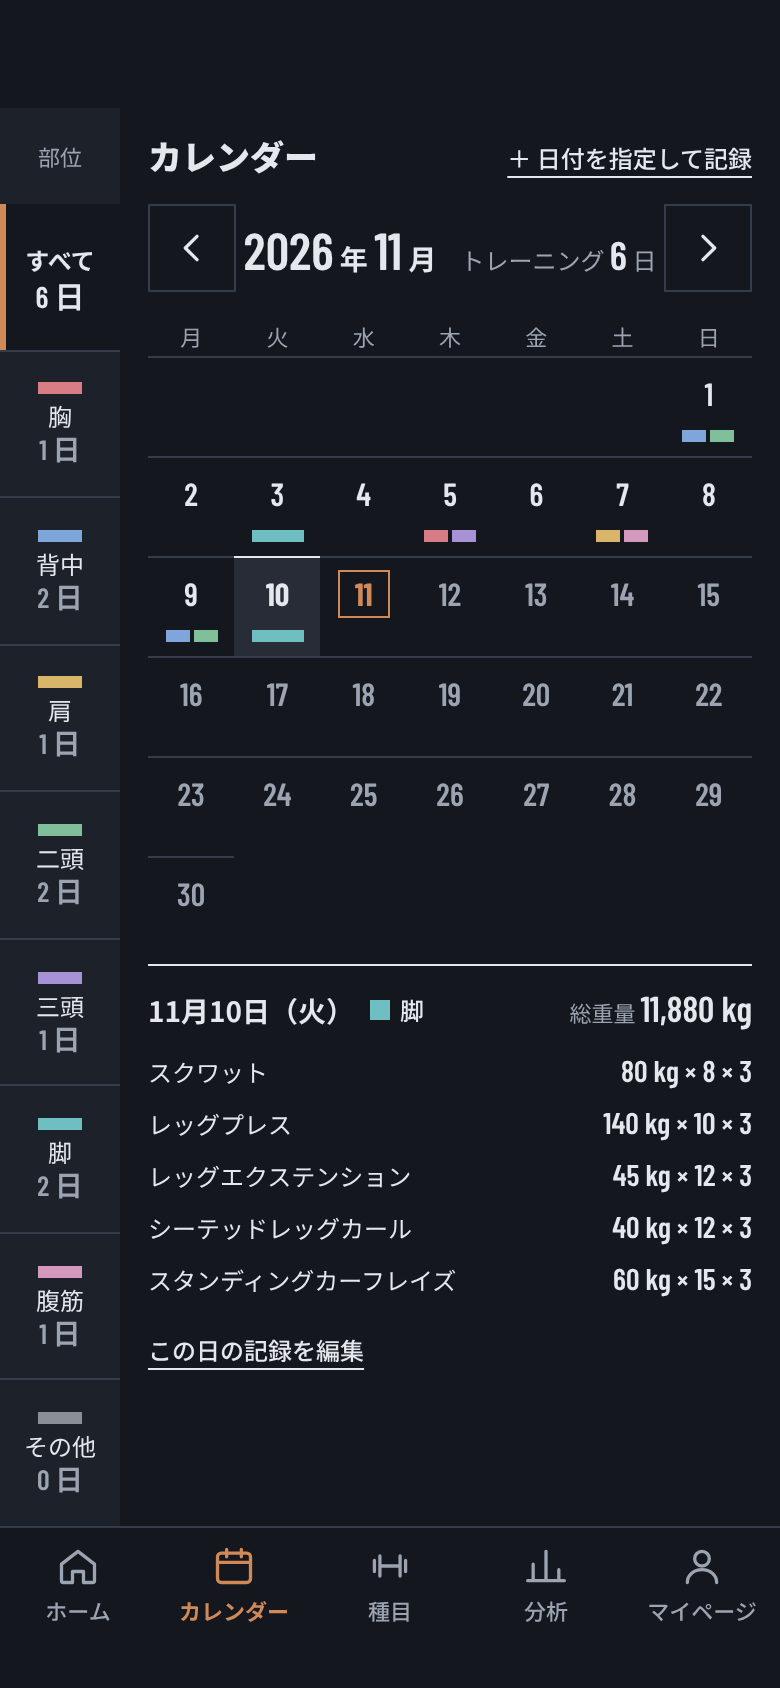 部位
すべて
6 日
胸
1 日
背中
2 日
肩
1 日
二頭
2 日
三頭
1 日
脚
2 日
腹筋
1 日
その他
0 日
カレンダー
＋ 日付を指定して記録
2026 年 11 月 トレーニング 6 日
月 火 水 木 金 土 日
1
2 3 4 5 6 7 8
9 10 11 12 13 14 15
16 17 18 19 20 21 22
23 24 25 26 27 28 29
30
11月10日（火） 脚 総重量 11,880 kg
スクワット 80 kg × 8 × 3
レッグプレス 140 kg × 10 × 3
レッグエクステンション 45 kg × 12 × 3
シーテッドレッグカール 40 kg × 12 × 3
スタンディングカーフレイズ 60 kg × 15 × 3
この日の記録を編集
ホーム カレンダー 種目 分析 マイページ